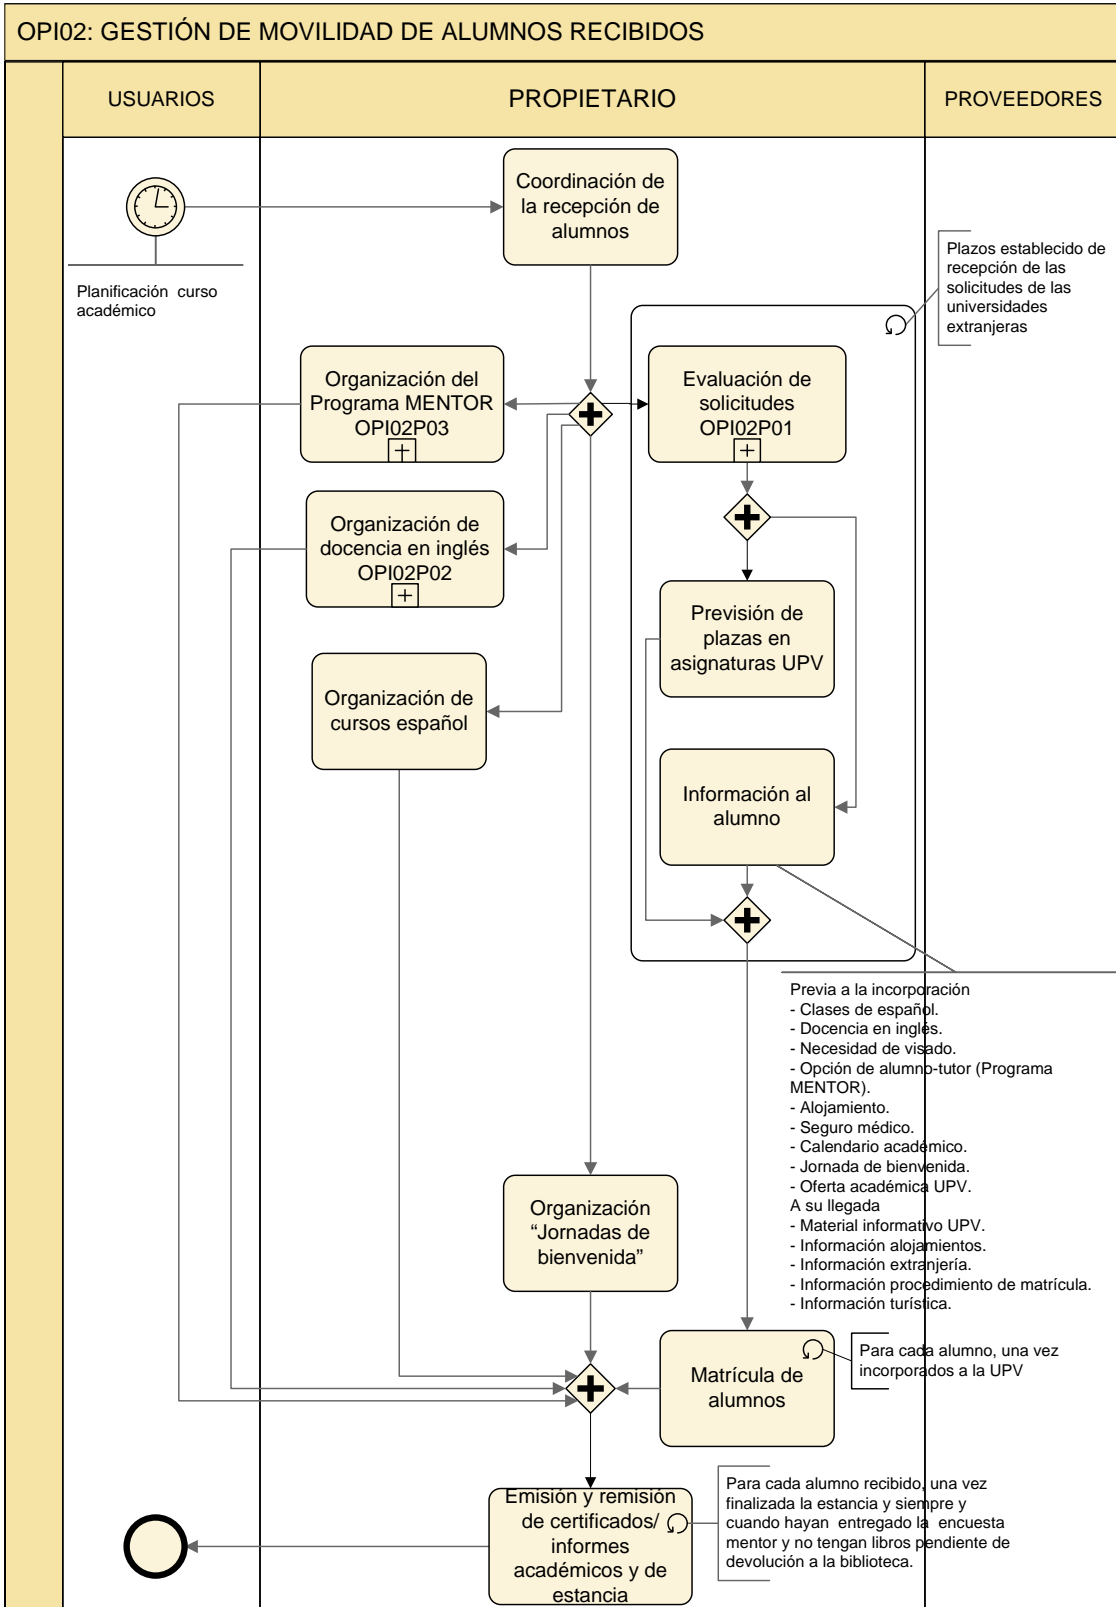 OPI02: GESTIÓN DE MOVILIDAD DE ALUMNOS RECIBIDOS
USUARIOS
PROPIETARIO
PROVEEDORES
Coordinación de
la recepción de
alumnos
Planificación curso
académico
Plazos establecido de
recepción de las
solicitudes de las
universidades
extranjeras
Organización del
Programa MENTOR
OPI02P03
Evaluación de
solicitudes
OPI02P01
Organización de
docencia en inglés
OPI02P02
Previsión de
plazas en
asignaturas UPV
Organización de
cursos español
Información al
alumno
Previa a la incorporación
- Clases de español.
- Docencia en inglés.
- Necesidad de visado.
- Opción de alumno-tutor (Programa
MENTOR).
- Alojamiento.
- Seguro médico.
- Calendario académico.
- Jornada de bienvenida.
- Oferta académica UPV.
A su llegada
- Material informativo UPV.
- Información alojamientos.
- Información extranjería.
- Información procedimiento de matrícula.
- Información turística.
Organización
“Jornadas de
bienvenida”
Matrícula de
alumnos
Para cada alumno, una vez
incorporados a la UPV
Emisión y remisión
de certificados/
informes
académicos y de
estancia
Para cada alumno recibido, una vez
finalizada la estancia y siempre y
cuando hayan entregado la encuesta
mentor y no tengan libros pendiente de
devolución a la biblioteca.